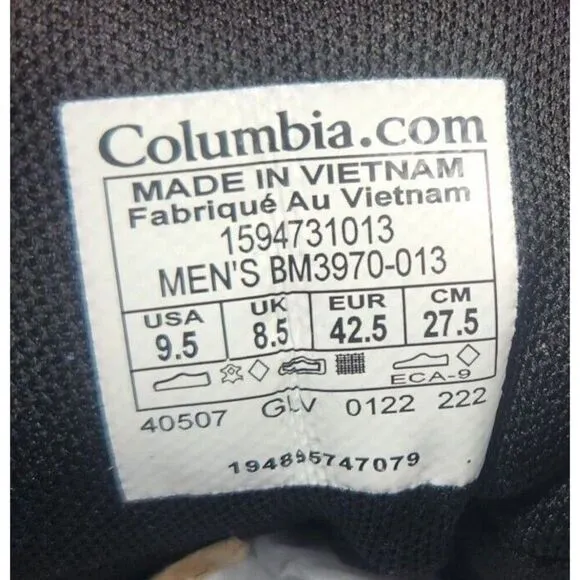 Columbia.com
MADE IN VIETNAM
Fabriqué Au Vietnam
1594731013
MEN'S BM3970-013
USA UK EUR CM
9.5 8.5 42.5 27.5
ECA-9
40507 GLV 0122 222
194895747079